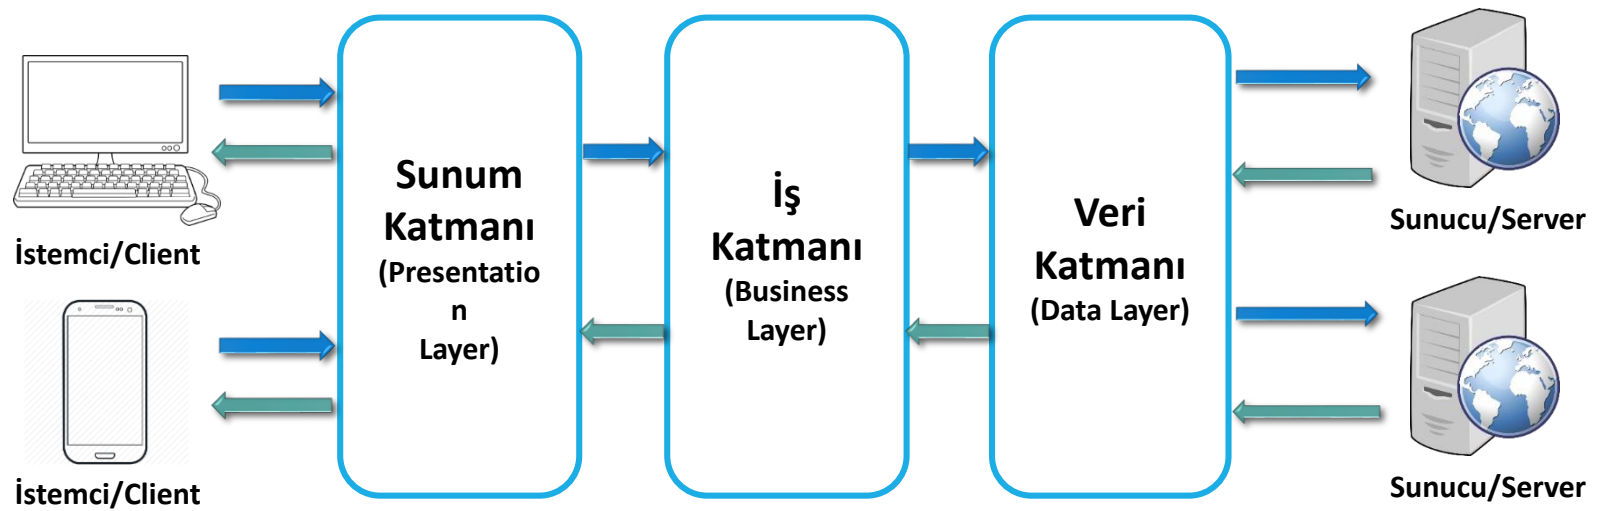 İstemci/Client
İstemci/Client
Sunum
Katmanı
(Presentatio
n
Layer)
İş
Katmanı
(Business
Layer)
Veri
Katmanı
(Data Layer)
Sunucu/Server
Sunucu/Server